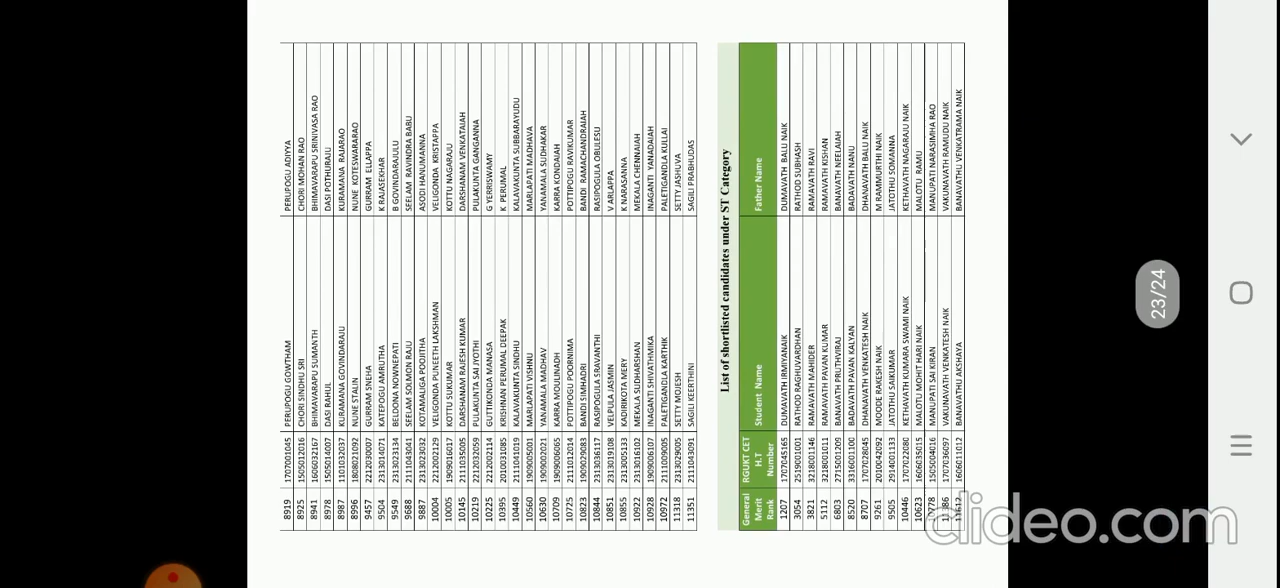 8919 1707001045 PERUPOGU GOWTHAM PERUPOGU ADIYYA
8925 1505012016 CHORI SINDHU SRI CHORI MOHAN RAO
8941 1606032167 BHIMAVARAPU SUMANTH BHIMAVARAPU SRINIVASA RAO
8978 1505014007 DASI RAHUL DASI POTHURAJU
8987 1101032037 KURAMANA GOVINDARAJU KURAMANA RAJARAO
8996 1808021092 NUNE STALIN NUNE KOTESWARARAO
9457 2212030007 GURRAM SNEHA GURRAM ELLAPPA
9504 2313014071 KATEPOGU AMRUTHA K RAJASEKHAR
9549 2313023134 BELDONA NOWNEPATI B GOVINDARAJULU
9688 2111043041 SEELAM SOLMON RAJU SEELAM RAVINDRA BABU
9887 2313023032 KOTAMALIGA POOJITHA ASODI HANUMANNA
10004 2212002129 VELIGONDA PUNEETH LAKSHMAN VELIGONDA KRISTAPPA
10005 1909016017 KOTTU SUKUMAR KOTTU NAGARAJU
10145 2111035005 DARSHANAM RAJESH KUMAR DARSHANAM VENKATAIAH
10219 2212032059 PULAKUNTA SAI JYOTHI PULAKUNTA GANGANNA
10225 2212002114 GUTTIKONDA MANASA G YERRISWAMY
10395 2010031085 KRISHNAN PERUMAL DEEPAK K PERUMAL
10449 2111041019 KALAVAKUNTA SINDHU KALAVAKUNTA SUBBARAYUDU
10560 1909005001 MARLAPATI VISHNU MARLAPATI MADHAVA
10630 1909002021 YANAMALA MADHAV YANAMALA SUDHAKAR
10709 1909006065 KARRA MOULINADH KARRA KONDAIAH
10725 2111012014 POTTIPOGU POORNIMA POTTIPOGU RAVIKUMAR
10823 1909029083 BANDI SIMHADRI BANDI RAMACHANDRAIAH
10844 2313036117 RASIPOGULA SRAVANTHI RASIPOGULA OBULESU
10851 2313019108 VELPULA JASMIN V ARLAPPA
10855 2313005133 KADIRIKOTA MERY K NARASANNA
10922 2313016102 MEKALA SUDHARSHAN MEKALA CHENNAIAH
10928 1909006107 INAGANTI SHIVATHMIKA INAGANTI YANADAIAH
10972 2111009005 PALETIGANDLA KARTHIK PALETIGANDLA KULLAI
11318 2313029005 SETTY MOJESH SETTY JASHUVA
11351 2111043091 SAGILI KEERTHINI SAGILI PRABHUDAS
List of shortlisted candidates under ST Category
General Merit Rank RGUKT CET H.T Number Student Name Father Name
1207 1707045165 DUMAVATH IRMIYANAIK DUMAVATH BALU NAIK
3054 2519001001 RATHOD RAGHUVARDHAN RATHOD SUBHASH
3821 3218001146 RAMAVATH MAHIDER RAMAVATH RAVI
5112 3218001011 RAMAVATH PAVAN KUMAR RAMAVATH KISHAN
6803 2715001209 BANAVATH PRUTHVIRAJ BANAVATH KEELAIAH
8520 3316001100 BADAVATH PAVAN KALYAN BADAVATH NANU
8707 1707028045 DHANAVATH VENKATESH NAIK DHANAVATH BALU NAIK
9261 2010042092 MOODE RAKESH NAIK M RAMMURTHI NAIK
9505 2914001133 JATOTHU SAIKUMAR JATOTHU SOMANNA
10446 1707022080 KETHAVATH KUMARA SWAMI NAIK KETHAVATH NAGARAJU NAIK
10623 1606035015 MALOTU MOHIT HARI NAIK MALOTU RAMU
10778 1505004016 MANUPATI SAI KIRAN MANUPATI NARASIMHA RAO
11386 1707036097 VAKUNAVATH VENKATESH NAIK VAKUNAVATH RAMUDU NAIK
11612 1606011012 BANAVATHU AKSHAYA BANAVATHU VENKATRAMA NAIK
23/24
clideo.com